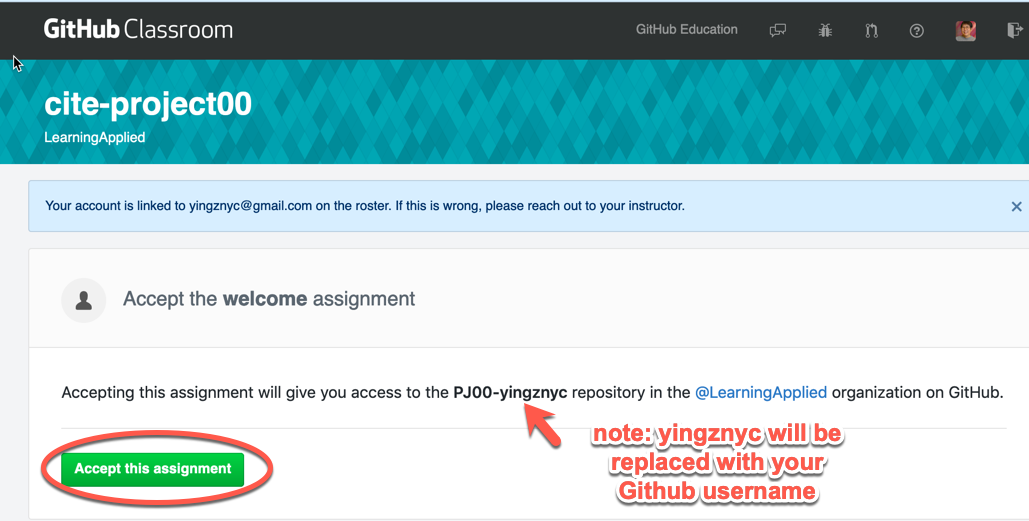 GitHub Classroom
GitHub Education
cite-project00
LearningApplied
Your account is linked to yingznyc@gmail.com on the roster. If this is wrong, please reach out to your instructor.
Accept the welcome assignment
Accepting this assignment will give you access to the PJ00-yingznyc repository in the @LearningApplied organization on GitHub.
note: yingznyc will be
replaced with your
Github username
Accept this assignment